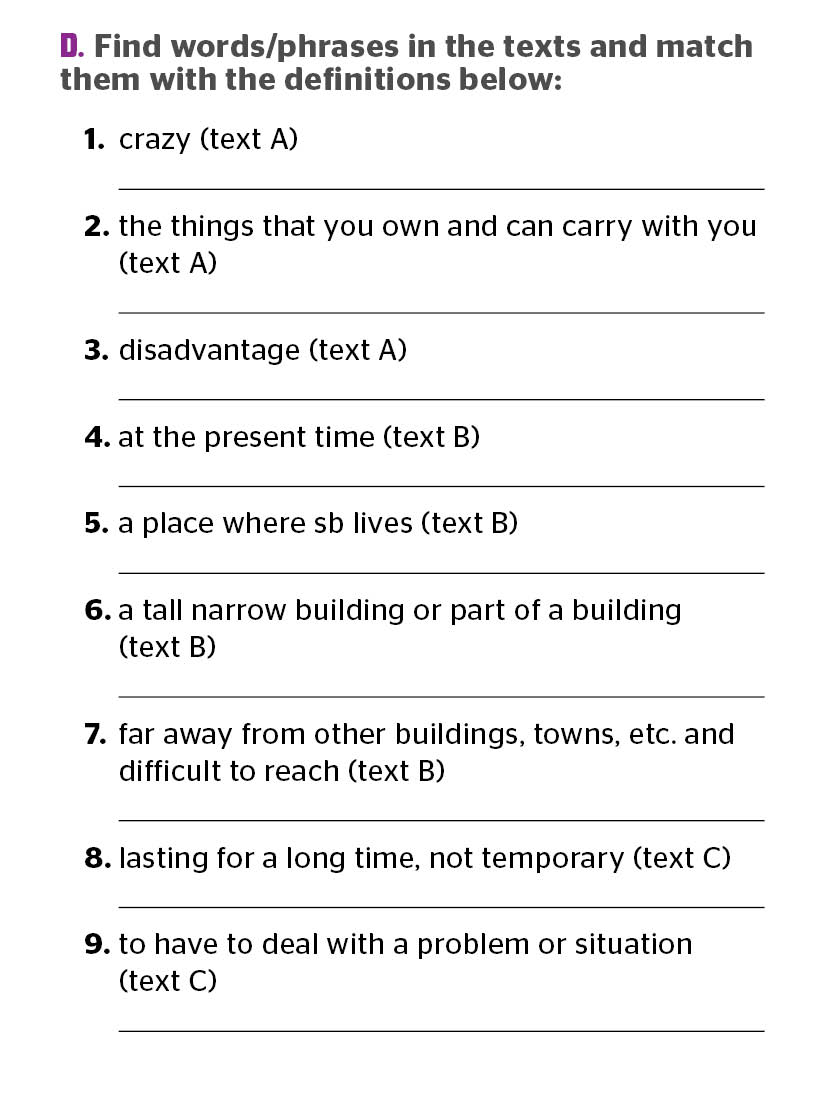 D. Find words/phrases in the texts and match
them with the definitions below:
1. crazy (text A)
2. the things that you own and can carry with you
(text A)
3. disadvantage (text A)
4. at the present time (text B)
5. a place where sb lives (text B)
6. a tall narrow building or part of a building
(text B)
7. far away from other buildings, towns, etc. and
difficult to reach (text B)
8. lasting for a long time, not temporary (text C)
9. to have to deal with a problem or situation
(text C)